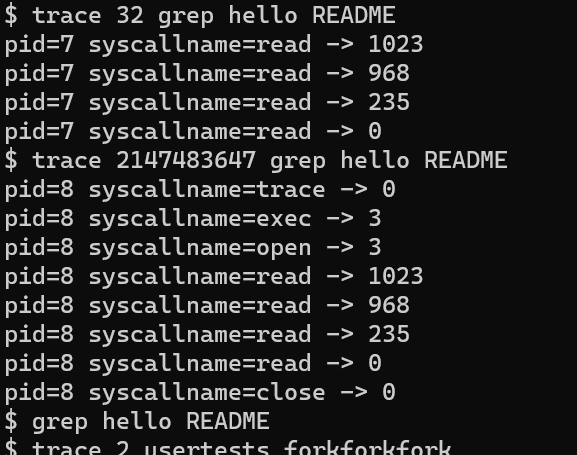 $ trace 32 grep hello README
pid=7 syscallname=read -> 1023
pid=7 syscallname=read -> 968
pid=7 syscallname=read -> 235
pid=7 syscallname=read -> 0
$ trace 2147483647 grep hello README
pid=8 syscallname=trace -> 0
pid=8 syscallname=exec -> 3
pid=8 syscallname=open -> 3
pid=8 syscallname=read -> 1023
pid=8 syscallname=read -> 968
pid=8 syscallname=read -> 235
pid=8 syscallname=read -> 0
pid=8 syscallname=close -> 0
$ grep hello README
$ trace 2 usertests forkforkfork